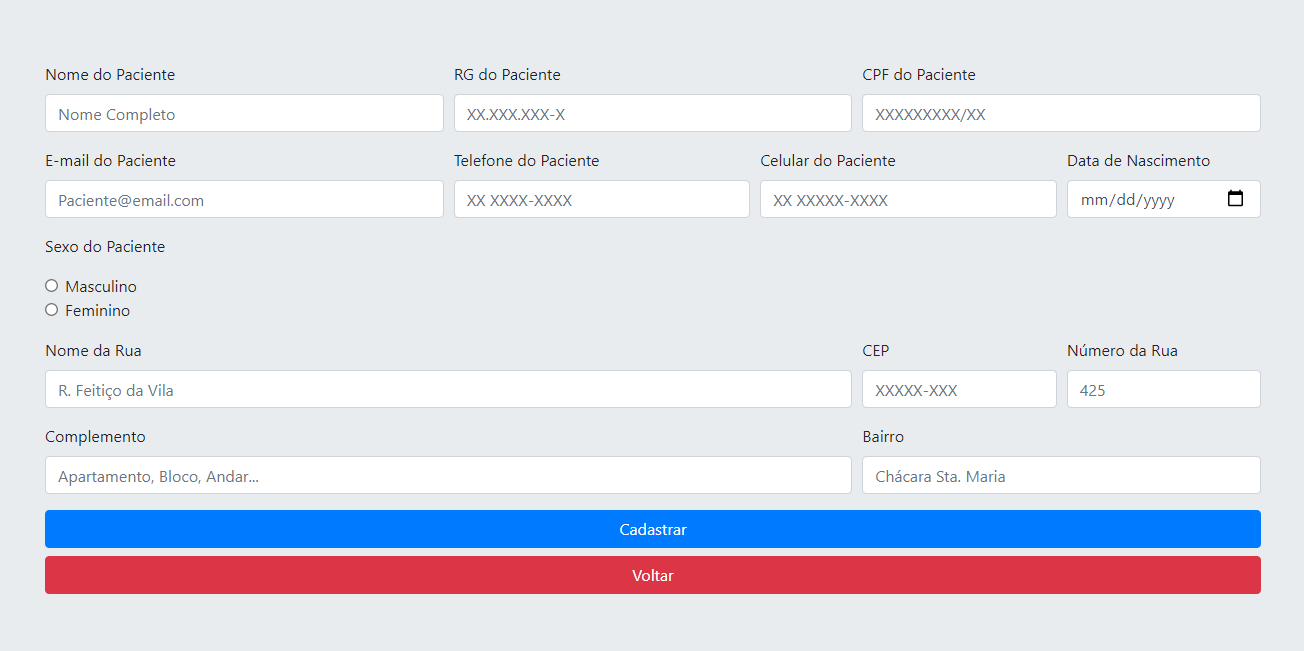 Nome do Paciente RG do Paciente CPF do Paciente
Nome Completo XX.XXX.XXX-X XXXXXXXXX/XX
E-mail do Paciente Telefone do Paciente Celular do Paciente Data de Nascimento
Paciente@email.com XX XXXX-XXXX XX XXXXX-XXXX mm/dd/yyyy
Sexo do Paciente
Masculino
Feminino
Nome da Rua CEP Número da Rua
R. Feitiço da Vila XXXXX-XXX 425
Complemento Bairro
Apartamento, Bloco, Andar... Chácara Sta. Maria
Cadastrar
Voltar